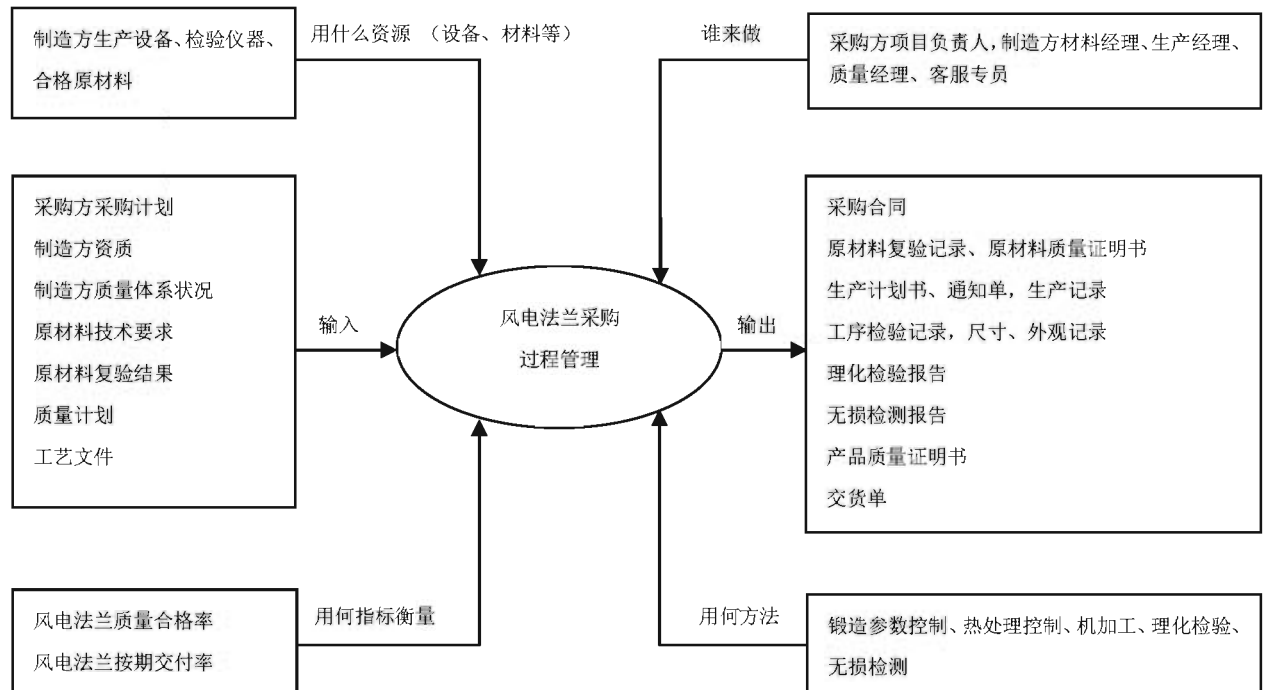 制造方生产设备、检验仪器、
合格原材料
用什么资源 （设备、材料等）
谁来做
采购方项目负责人，制造方材料经理、生产经理、
质量经理、客服专员
采购方采购计划
制造方资质
制造方质量体系状况
原材料技术要求
原材料复验结果
质量计划
工艺文件
输入
风电法兰采购
过程管理
输出
采购合同
原材料复验记录、原材料质量证明书
生产计划书、通知单，生产记录
工序检验记录，尺寸、外观记录
理化检验报告
无损检测报告
产品质量证明书
交货单
风电法兰质量合格率
风电法兰按期交付率
用何指标衡量
用何方法
锻造参数控制、热处理控制、机加工、理化检验、
无损检测